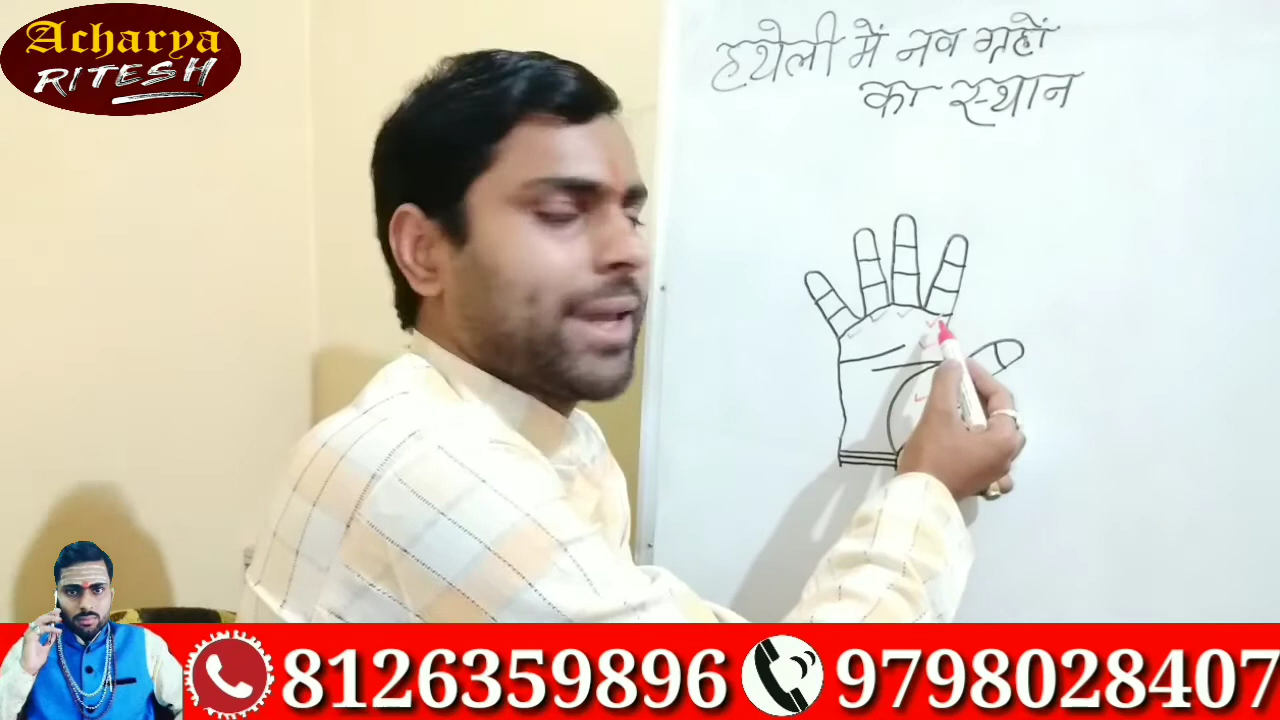 Acharya
RITESH
हथेली में नव ग्रहों
का स्थान
8126359896
9798028407